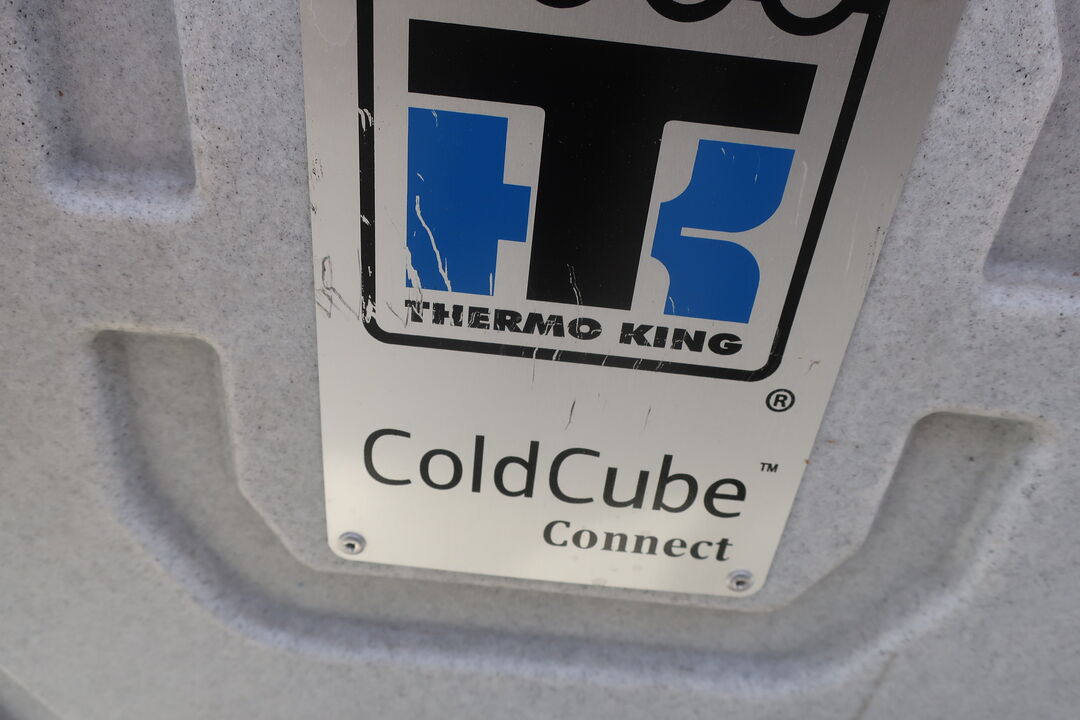 THERMO KING
®
ColdCube™
Connect